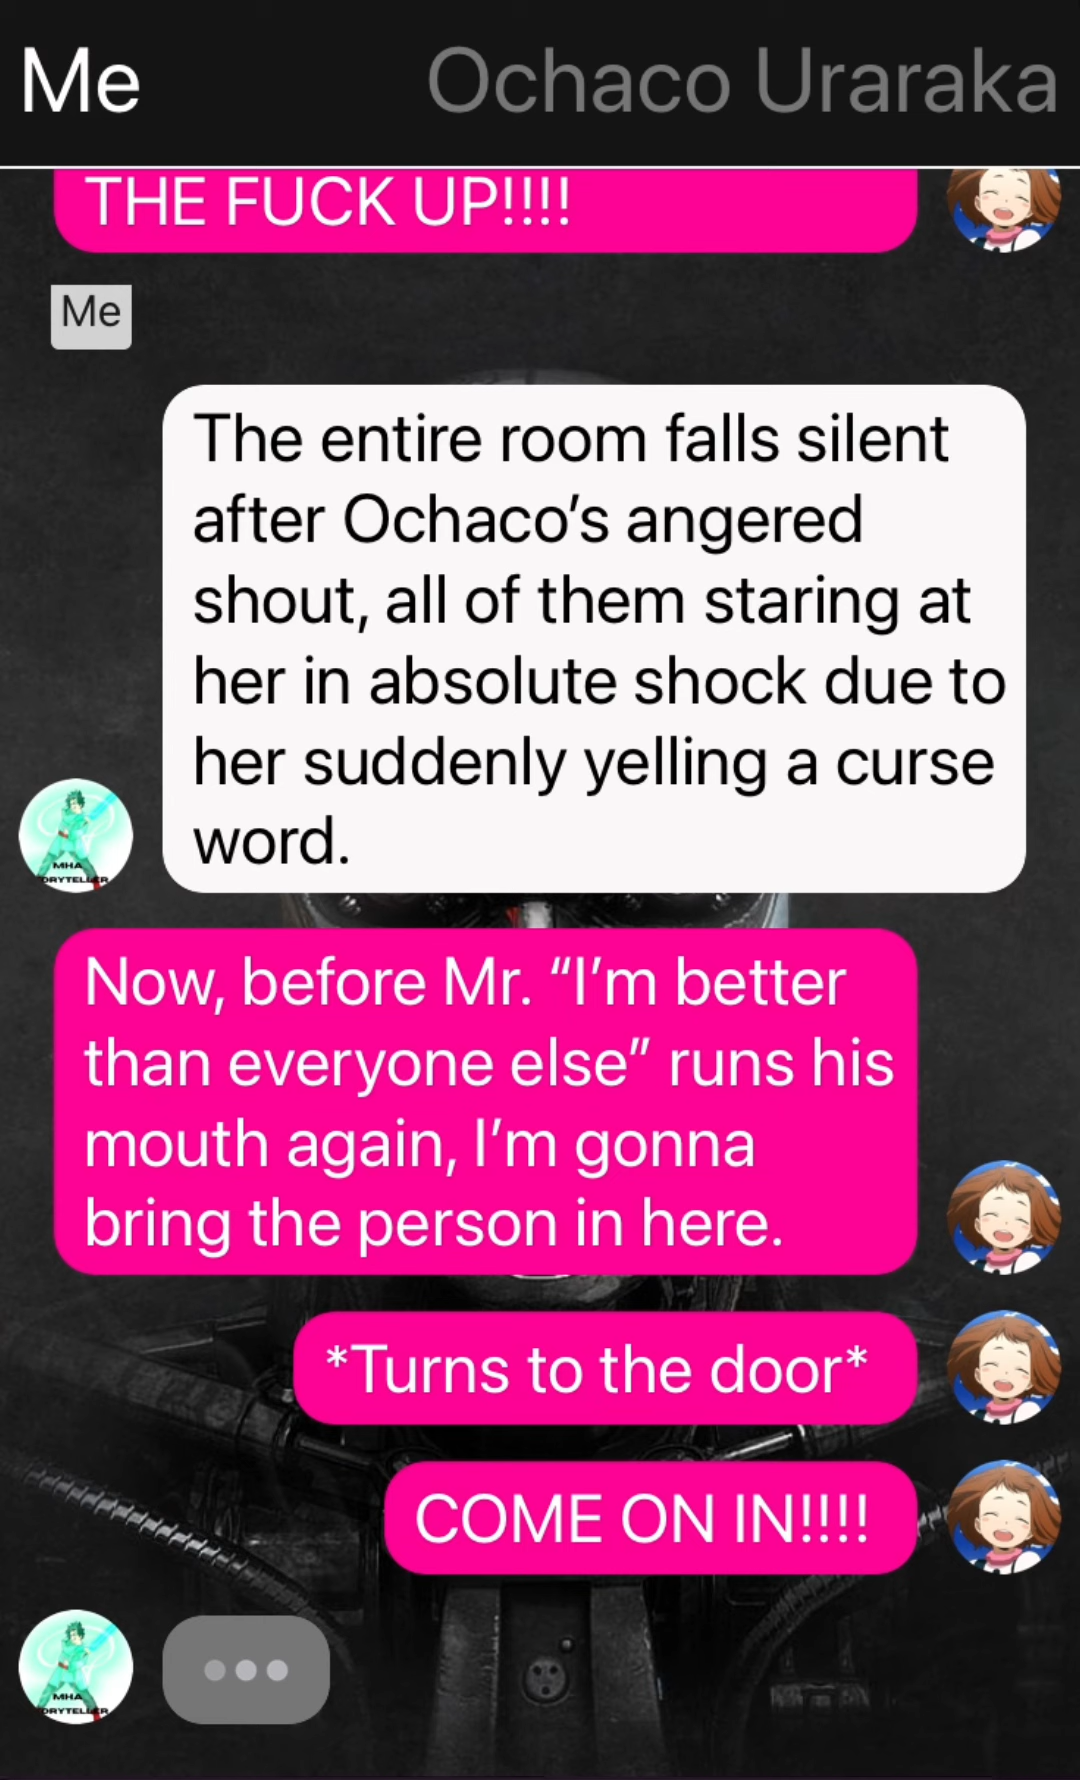 Me
Ochaco Uraraka
THE FUCK UP!!!!
Me
The entire room falls silent
after Ochaco’s angered
shout, all of them staring at
her in absolute shock due to
her suddenly yelling a curse
word.
MHA
Now, before Mr. “I’m better
than everyone else” runs his
mouth again, I’m gonna
bring the person in here.
*Turns to the door*
COME ON IN!!!!
MHA